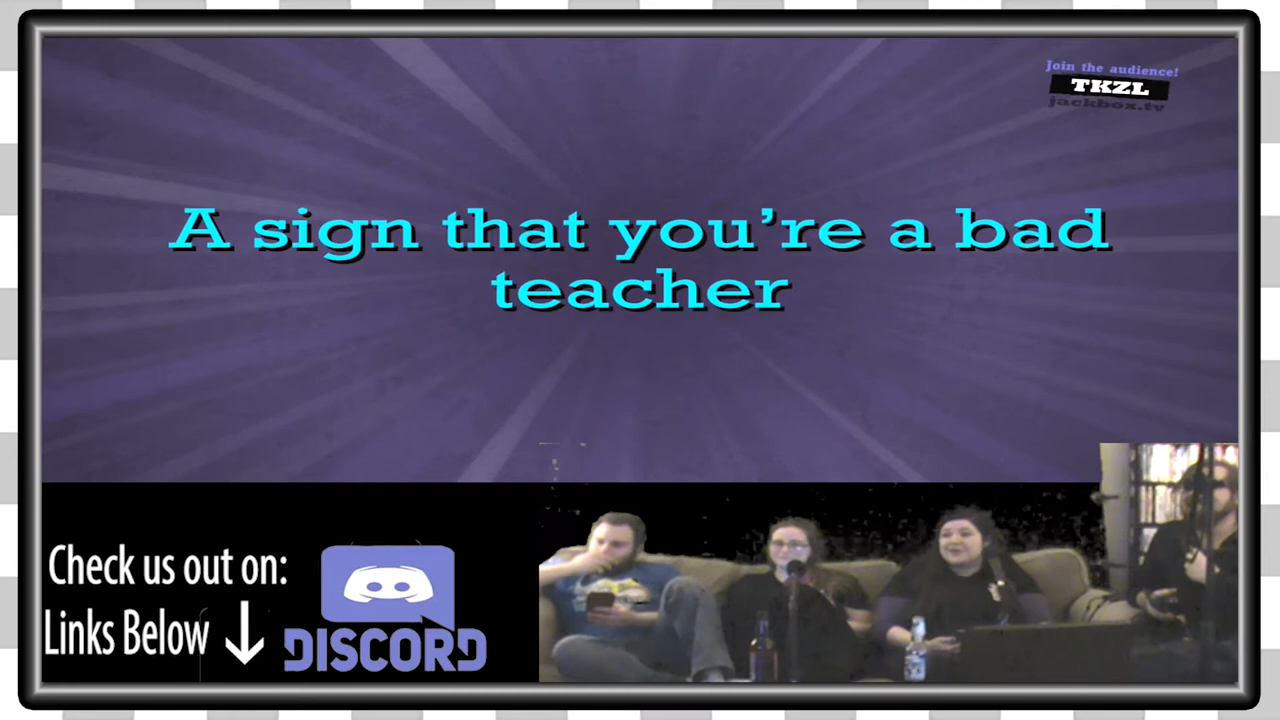 Join the audience!
TKZL
jackbox.tv
A sign that you're a bad
teacher
Check us out on:
Links Below
DISCORD